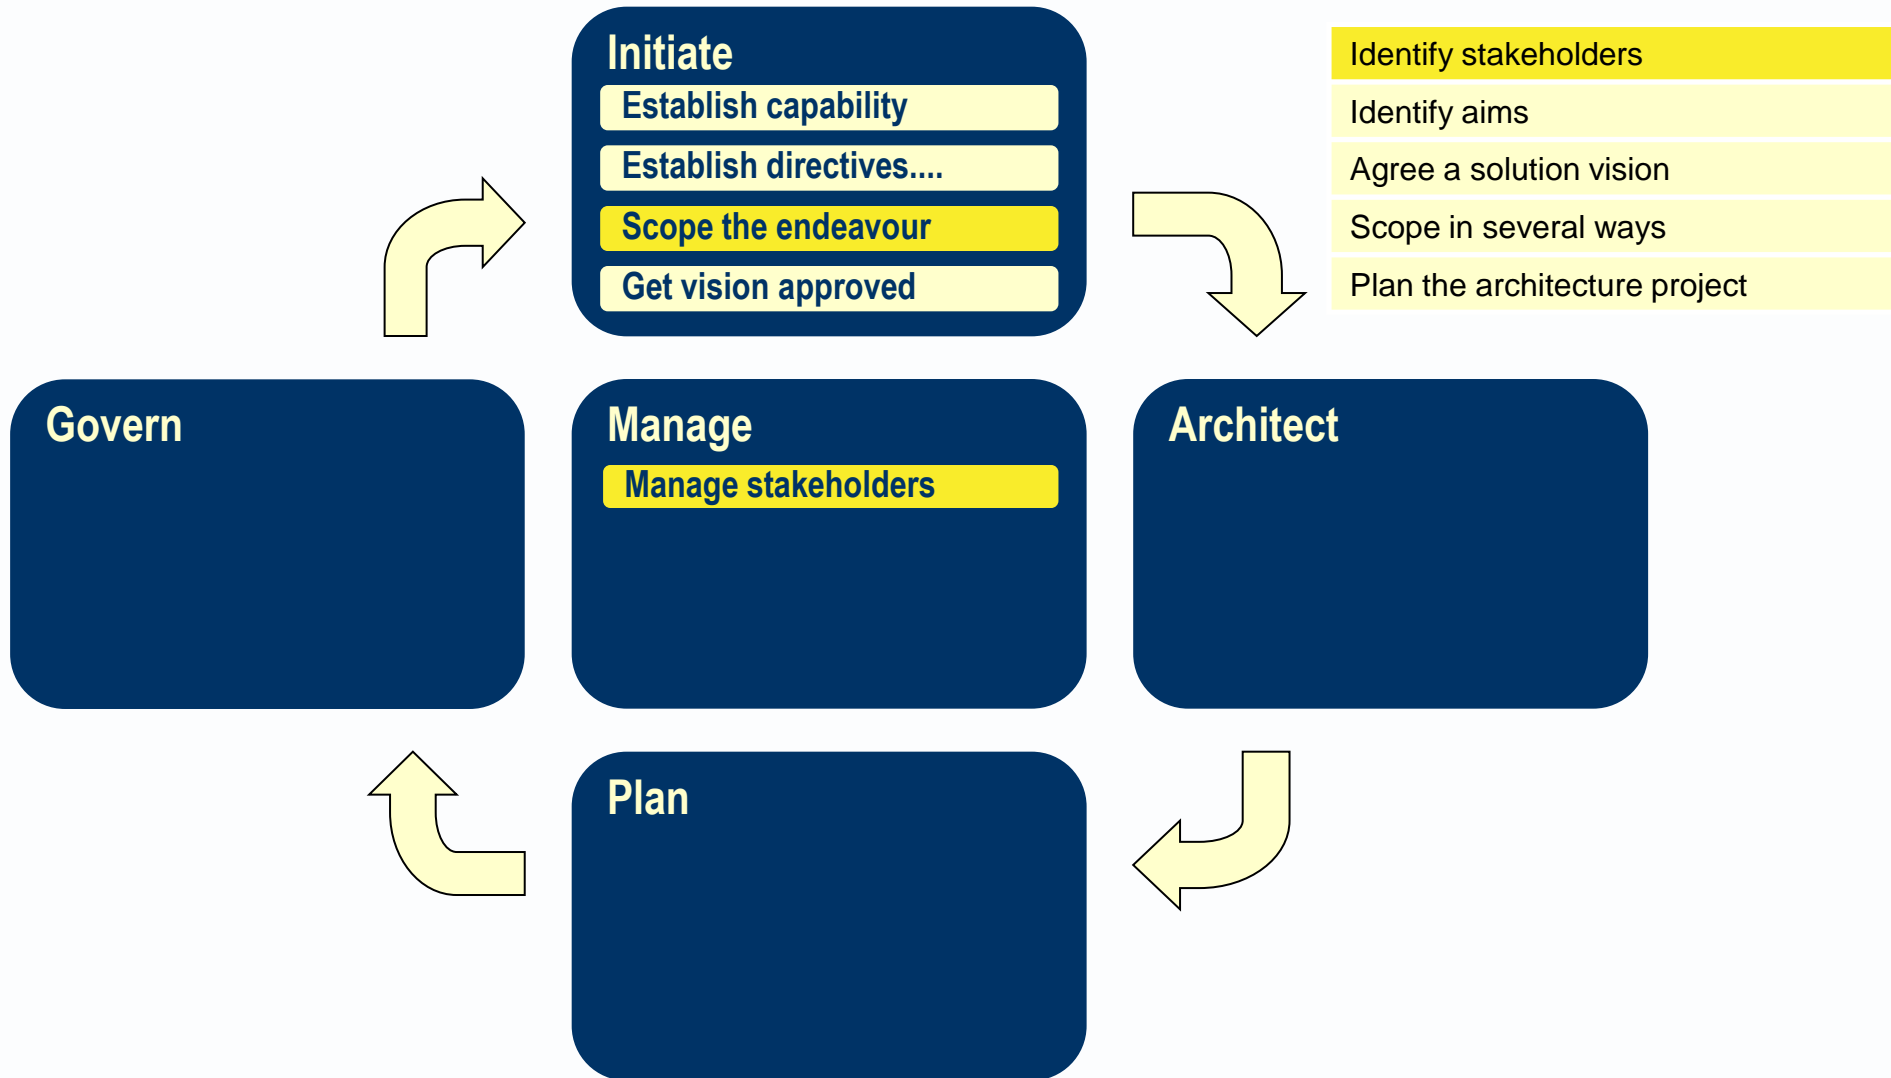 Initiate
Establish capability
Establish directives....
Scope the endeavour
Get vision approved
Identify stakeholders
Identify aims
Agree a solution vision
Scope in several ways
Plan the architecture project
Govern
Manage
Manage stakeholders
Architect
Plan